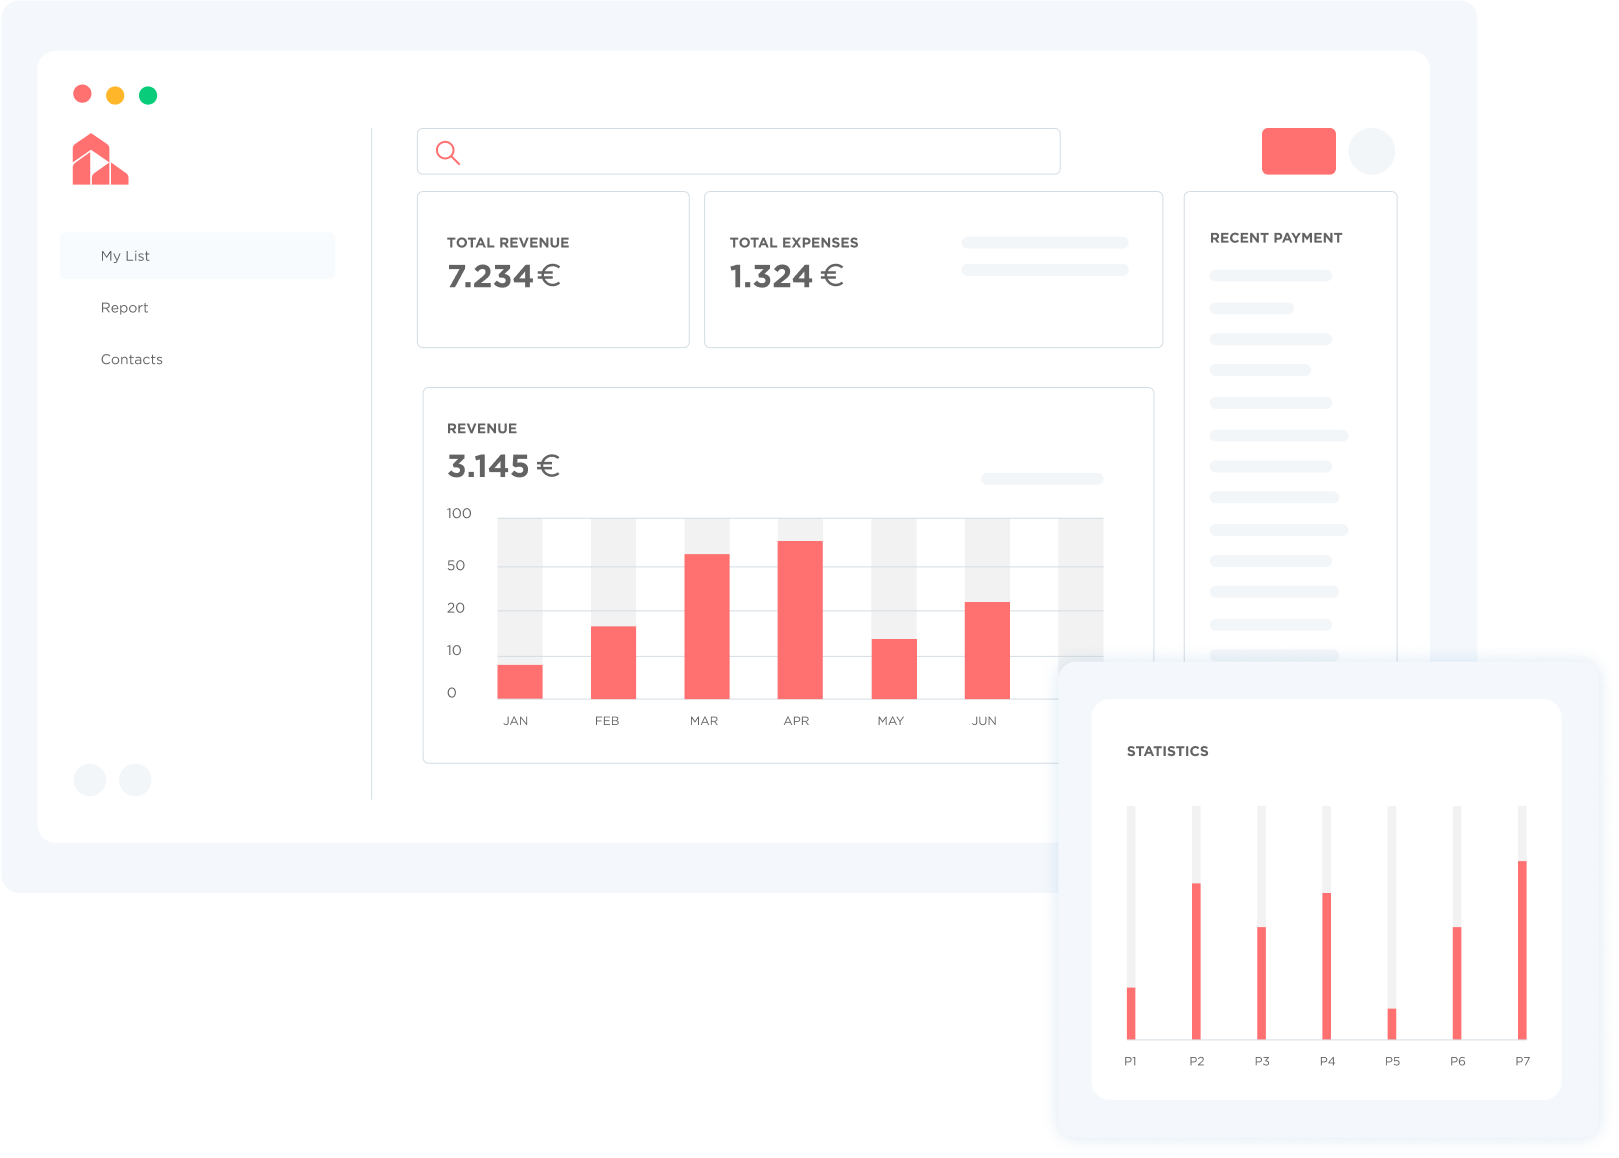 My List
Report
Contacts
TOTAL REVENUE
7.234€
TOTAL EXPENSES
1.324 €
RECENT PAYMENT
REVENUE
3.145 €
100
50
20
10
0
JAN FEB MAR APR MAY JUN
STATISTICS
P1 P2 P3 P4 P5 P6 P7